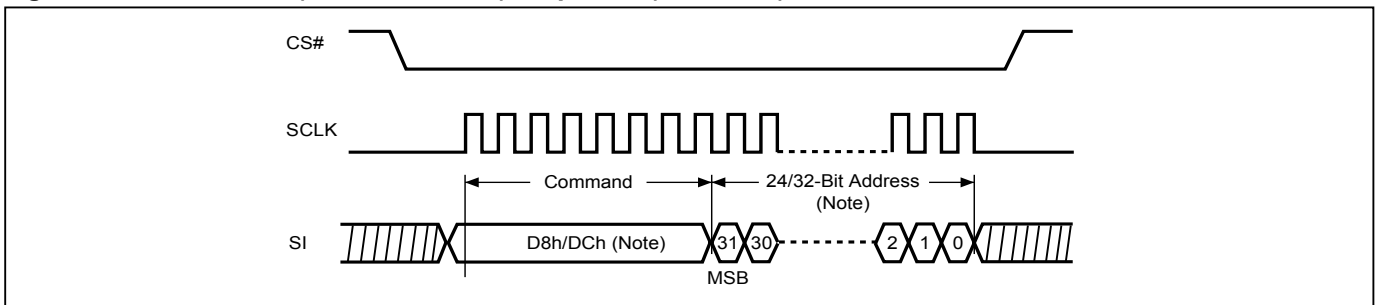 CS#
SCLK
Command
24/32-Bit Address
(Note)
SI
D8h/DCh (Note)
31
30
2
1
0
MSB